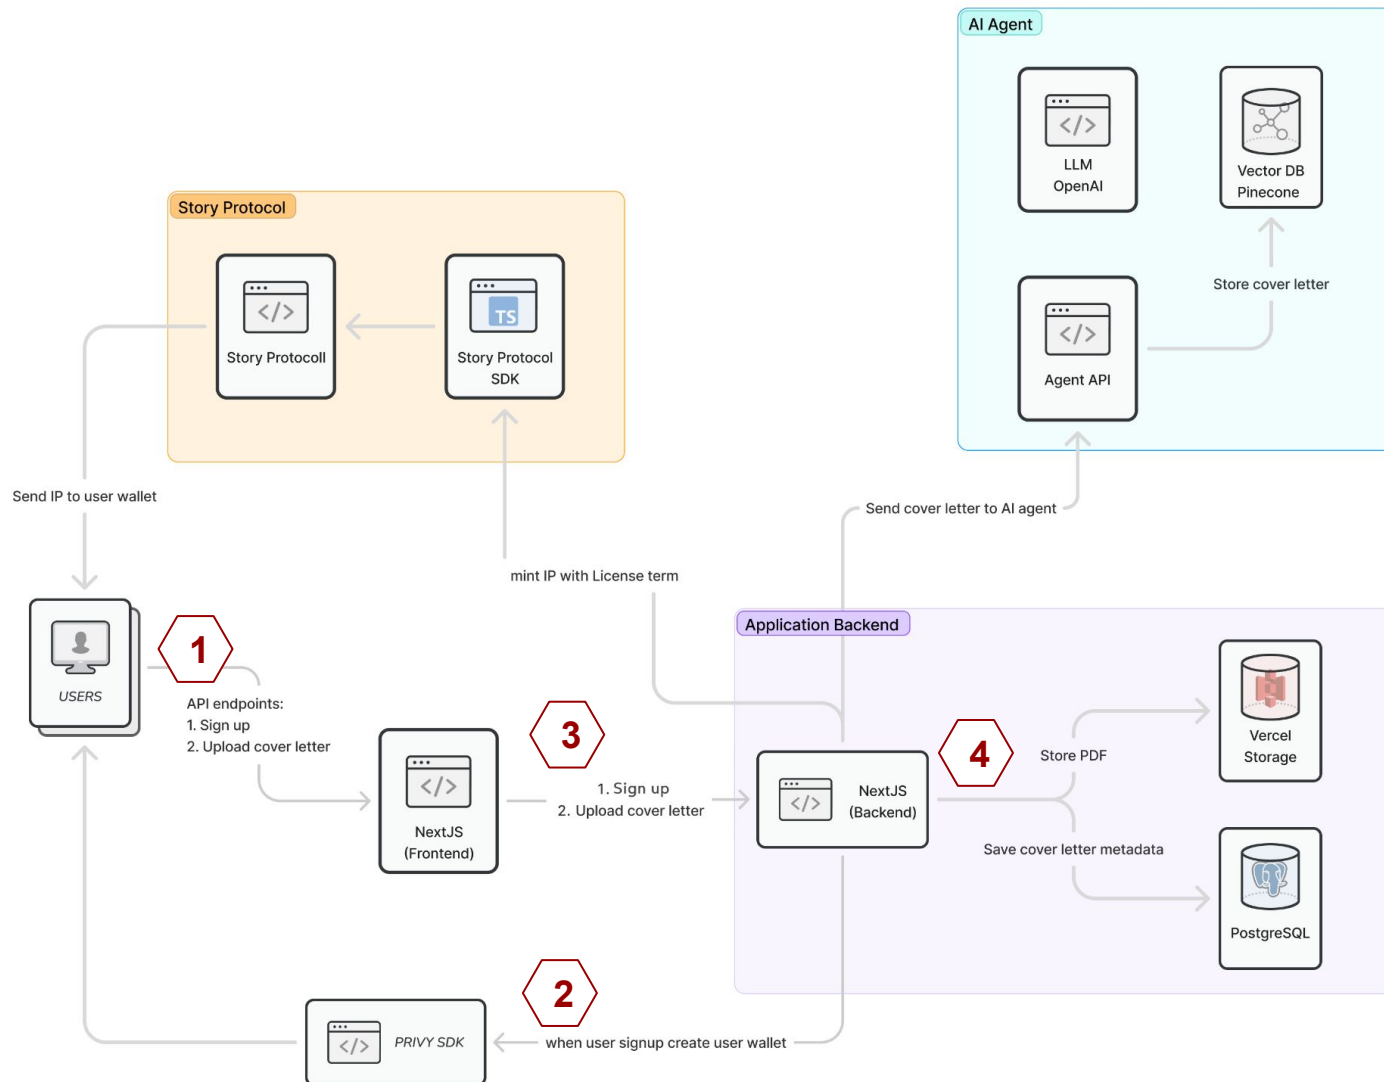 AI Agent
LLM
OpenAI
Vector DB
Pinecone
Story Protocol
Story Protocoll
TS
Story Protocol
SDK
Store cover letter
Agent API
Send IP to user wallet
Send cover letter to AI agent
mint IP with License term
Application Backend
1
USERS
API endpoints:
1. Sign up
2. Upload cover letter
3
4
Store PDF
Vercel
Storage
1. Sign up
2. Upload cover letter
NextJS
(Backend)
NextJS
(Frontend)
Save cover letter metadata
PostgreSQL
2
PRIVY SDK
when user signup create user wallet